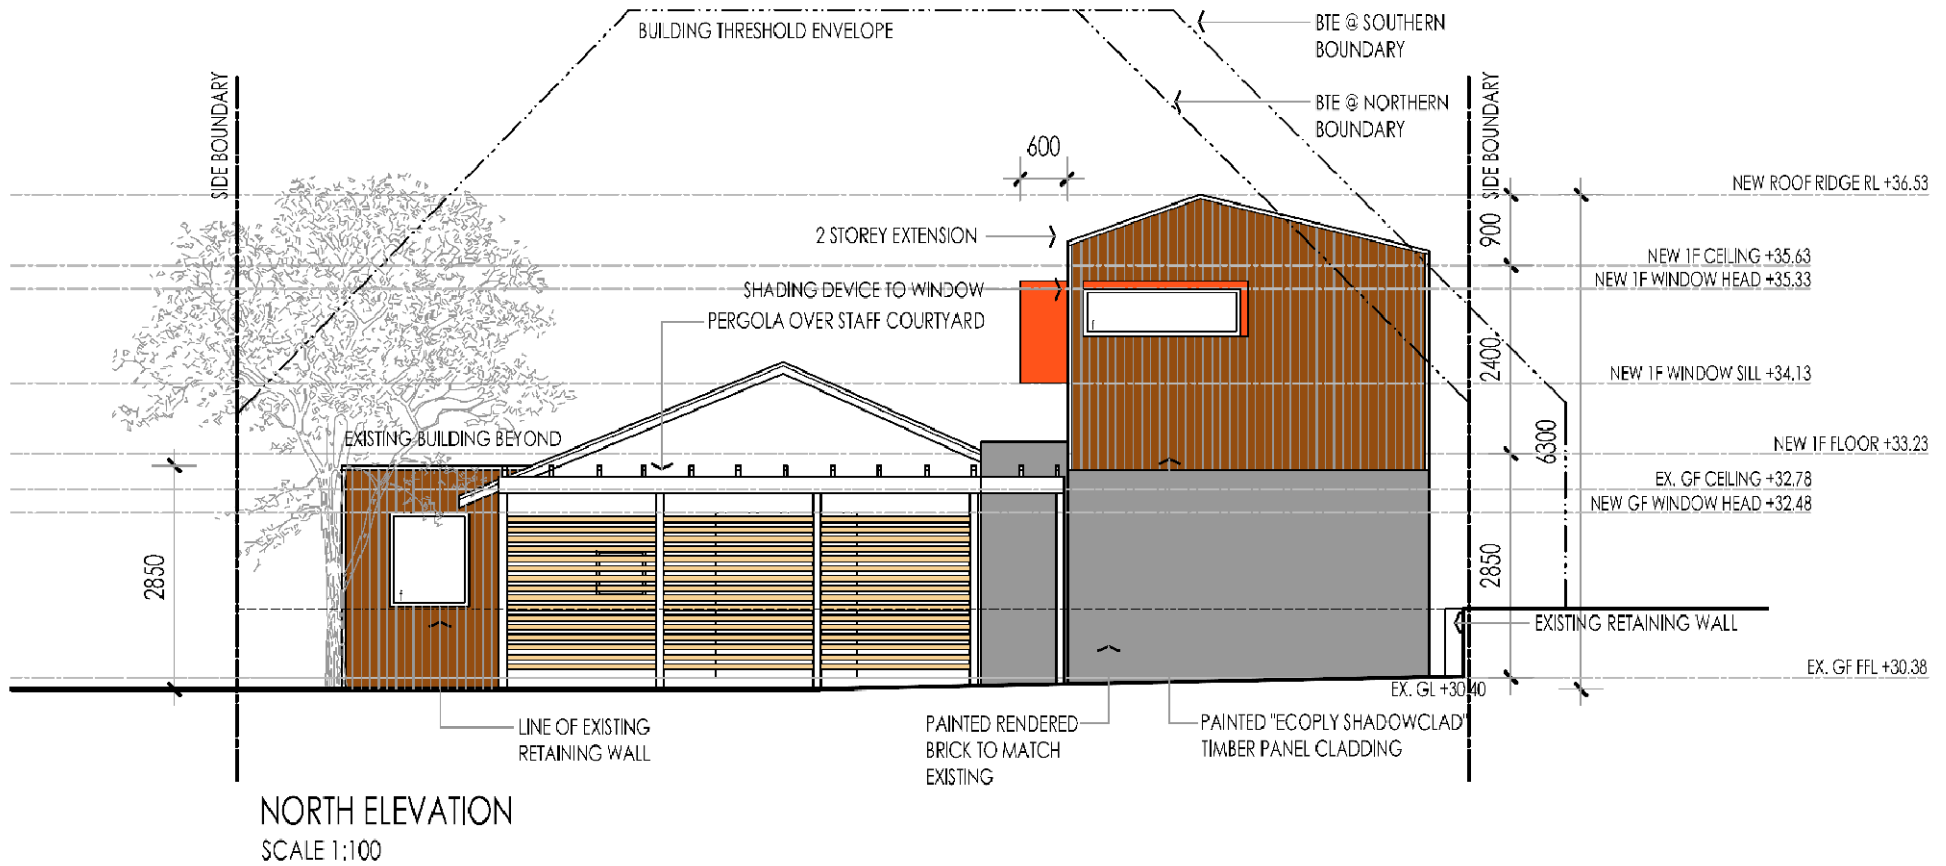 BUILDING THRESHOLD ENVELOPE
BTE @ SOUTHERN
BOUNDARY
BTE @ NORTHERN
BOUNDARY
SIDE BOUNDARY
SIDE BOUNDARY
600
NEW ROOF RIDGE RL +36.53
2 STOREY EXTENSION
900
NEW 1F CEILING +35.63
NEW 1F WINDOW HEAD +35.33
SHADING DEVICE TO WINDOW
PERGOLA OVER STAFF COURTYARD
f
2400
NEW 1F WINDOW SILL +34.13
EXISTING BUILDING BEYOND
6300
NEW 1F FLOOR +33.23
EX. GF CEILING +32.78
NEW GF WINDOW HEAD +32.48
2850
2850
f
EXISTING RETAINING WALL
EX. GF FFL +30.38
EX. GL +30.40
LINE OF EXISTING
RETAINING WALL
PAINTED RENDERED
BRICK TO MATCH
EXISTING
PAINTED "ECOPLY SHADOWCLAD"
TIMBER PANEL CLADDING
NORTH ELEVATION
SCALE 1:100